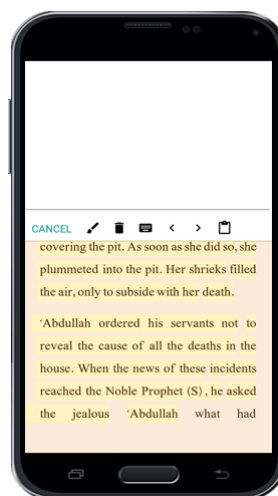 CANCEL
covering the pit. As soon as she did so, she
plummeted into the pit. Her shrieks filled
the air, only to subside with her death.
‘Abdullah ordered his servants not to
reveal the cause of all the deaths in the
house. When the news of these incidents
reached the Noble Prophet (S) , he asked
the jealous ‘Abdullah what had